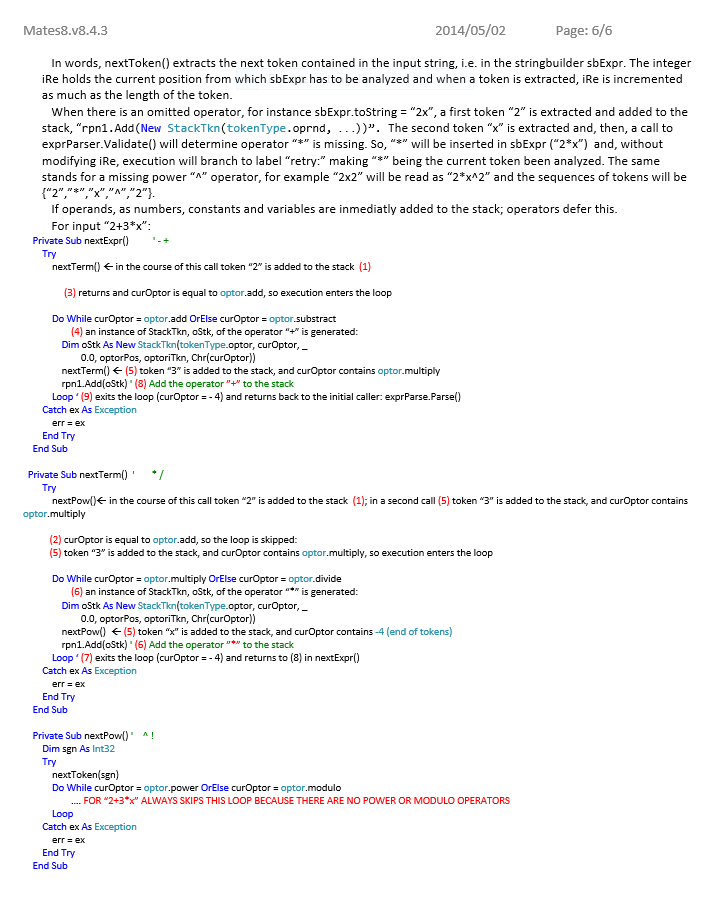 Mates8.v8.4.3 2014/05/02 Page: 6/6
In words, nextToken() extracts the next token contained in the input string, i.e. in the stringbuilder sbExpr. The integer
iRe holds the current position from which sbExpr has to be analyzed and when a token is extracted, iRe is incremented
as much as the length of the token.
When there is an omitted operator, for instance sbExpr.toString = “2x”, a first token “2” is extracted and added to the
stack, “rpn1.Add(New StackTkn(tokenType.oprnd, ...))”. The second token “x” is extracted and, then, a call to
exprParser.Validate() will determine operator “*” is missing. So, “*” will be inserted in sbExpr (“2*x”) and, without
modifying iRe, execution will branch to label “retry:” making “*” being the current token been analyzed. The same
stands for a missing power “^” operator, for example “2x2” will be read as “2*x^2” and the sequences of tokens will be
{“2”,”*”,”x”,”^”,”2”}.
If operands, as numbers, constants and variables are inmediatly added to the stack; operators defer this.
For input “2+3*x”:
Private Sub nextExpr() ' - +
Try
nextTerm() ← in the course of this call token “2” is added to the stack (1)
(3) returns and curOptor is equal to optor.add, so execution enters the loop
Do While curOptor = optor.add OrElse curOptor = optor.substract
(4) an instance of StackTkn, oStk, of the operator “+” is generated:
Dim oStk As New StackTkn(tokenType.optor, curOptor, _
0.0, optorPos, optoriTkn, Chr(curOptor))
nextTerm() ← (5) token “3” is added to the stack, and curOptor contains optor.multiply
rpn1.Add(oStk) ' (8) Add the operator “+” to the stack
Loop ‘ (9) exits the loop (curOptor = - 4) and returns back to the initial caller: exprParse.Parse()
Catch ex As Exception
err = ex
End Try
End Sub
Private Sub nextTerm() ' * /
Try
nextPow()← in the course of this call token “2” is added to the stack (1); in a second call (5) token “3” is added to the stack, and curOptor contains
optor.multiply
(2) curOptor is equal to optor.add, so the loop is skipped:
(5) token “3” is added to the stack, and curOptor contains optor.multiply, so execution enters the loop
Do While curOptor = optor.multiply OrElse curOptor = optor.divide
(6) an instance of StackTkn, oStk, of the operator “*” is generated:
Dim oStk As New StackTkn(tokenType.optor, curOptor, _
0.0, optorPos, optoriTkn, Chr(curOptor))
nextPow() ← (5) token “x” is added to the stack, and curOptor contains -4 (end of tokens)
rpn1.Add(oStk) ' (6) Add the operator “*” to the stack
Loop ‘ (7) exits the loop (curOptor = - 4) and returns to (8) in nextExpr()
Catch ex As Exception
err = ex
End Try
End Sub
Private Sub nextPow() ' ^ !
Dim sgn As Int32
Try
nextToken(sgn)
Do While curOptor = optor.power OrElse curOptor = optor.modulo
.... FOR “2+3*x” ALWAYS SKIPS THIS LOOP BECAUSE THERE ARE NO POWER OR MODULO OPERATORS
Loop
Catch ex As Exception
err = ex
End Try
End Sub